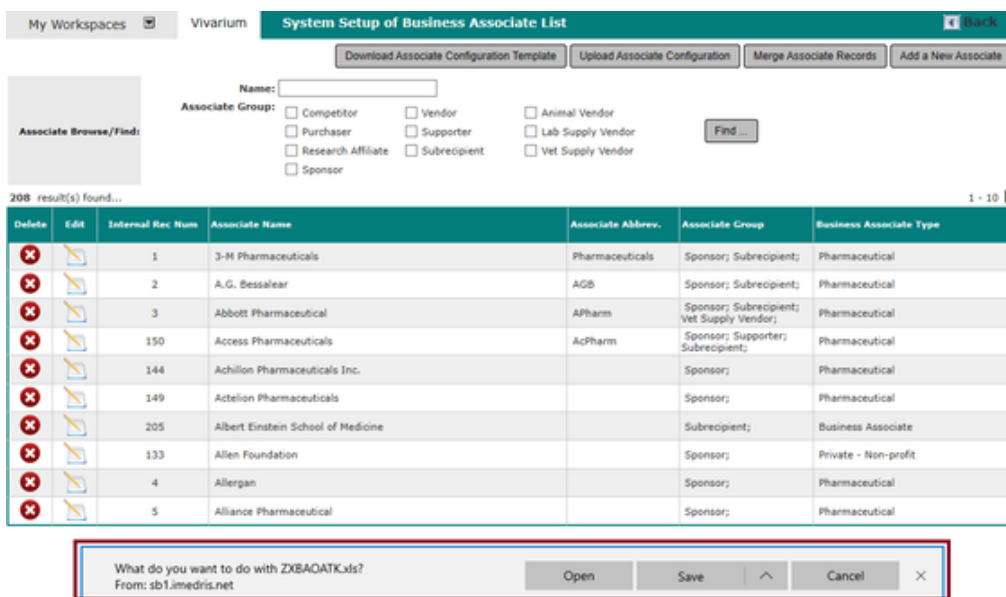 My Workspaces Vivarium System Setup of Business Associate List Back
Download Associate Configuration Template Upload Associate Configuration Merge Associate Records Add a New Associate
Name:
Associate Group: Competitor Vendor Animal Vendor
Associate Browse/Find: Purchaser Supporter Lab Supply Vendor Find ...
Research Affiliate Subrecipient Vet Supply Vendor
Sponsor
208 result(s) found... 1 - 10
Delete Edit Internal Rec Num Associate Name Associate Abbrev. Associate Group Business Associate Type
1 3-M Pharmaceuticals Pharmaceuticals Sponsor; Subrecipient; Pharmaceutical
2 A.G. Bessalear AGB Sponsor; Subrecipient; Pharmaceutical
3 Abbott Pharmaceutical APharm Sponsor; Subrecipient; Vet Supply Vendor; Pharmaceutical
150 Access Pharmaceuticals AcPharm Sponsor; Supporter; Subrecipient; Pharmaceutical
144 Achillon Pharmaceuticals Inc. Sponsor; Pharmaceutical
149 Actelion Pharmaceuticals Sponsor; Pharmaceutical
205 Albert Einstein School of Medicine Subrecipient; Business Associate
133 Allen Foundation Sponsor; Private - Non-profit
4 Allergan Sponsor; Pharmaceutical
5 Alliance Pharmaceutical Sponsor; Pharmaceutical
What do you want to do with ZXBAOATK.xls?
From: sb1.imedris.net
Open Save Cancel